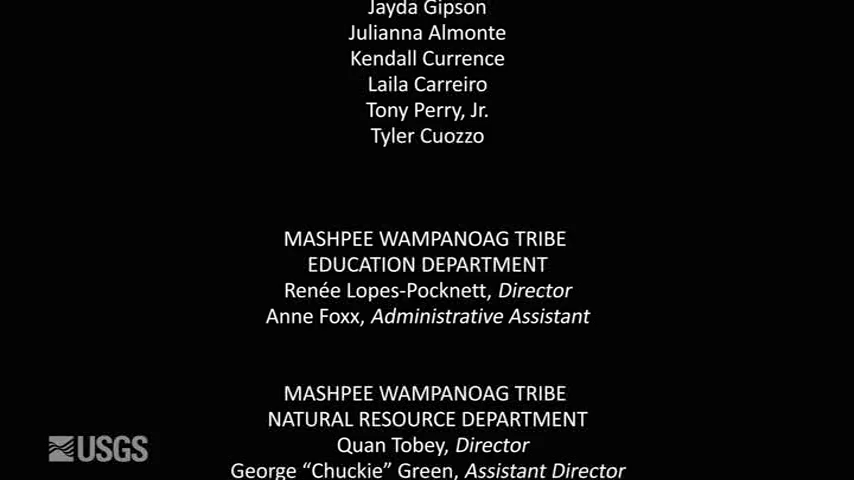 Jayda Gipson
Julianna Almonte
Kendall Currence
Laila Carreiro
Tony Perry, Jr.
Tyler Cuozzo
MASHPEE WAMPANOAG TRIBE
EDUCATION DEPARTMENT
Renée Lopes-Pocknett, Director
Anne Foxx, Administrative Assistant
MASHPEE WAMPANOAG TRIBE
NATURAL RESOURCE DEPARTMENT
Quan Tobey, Director
George “Chuckie” Green, Assistant Director
USGS